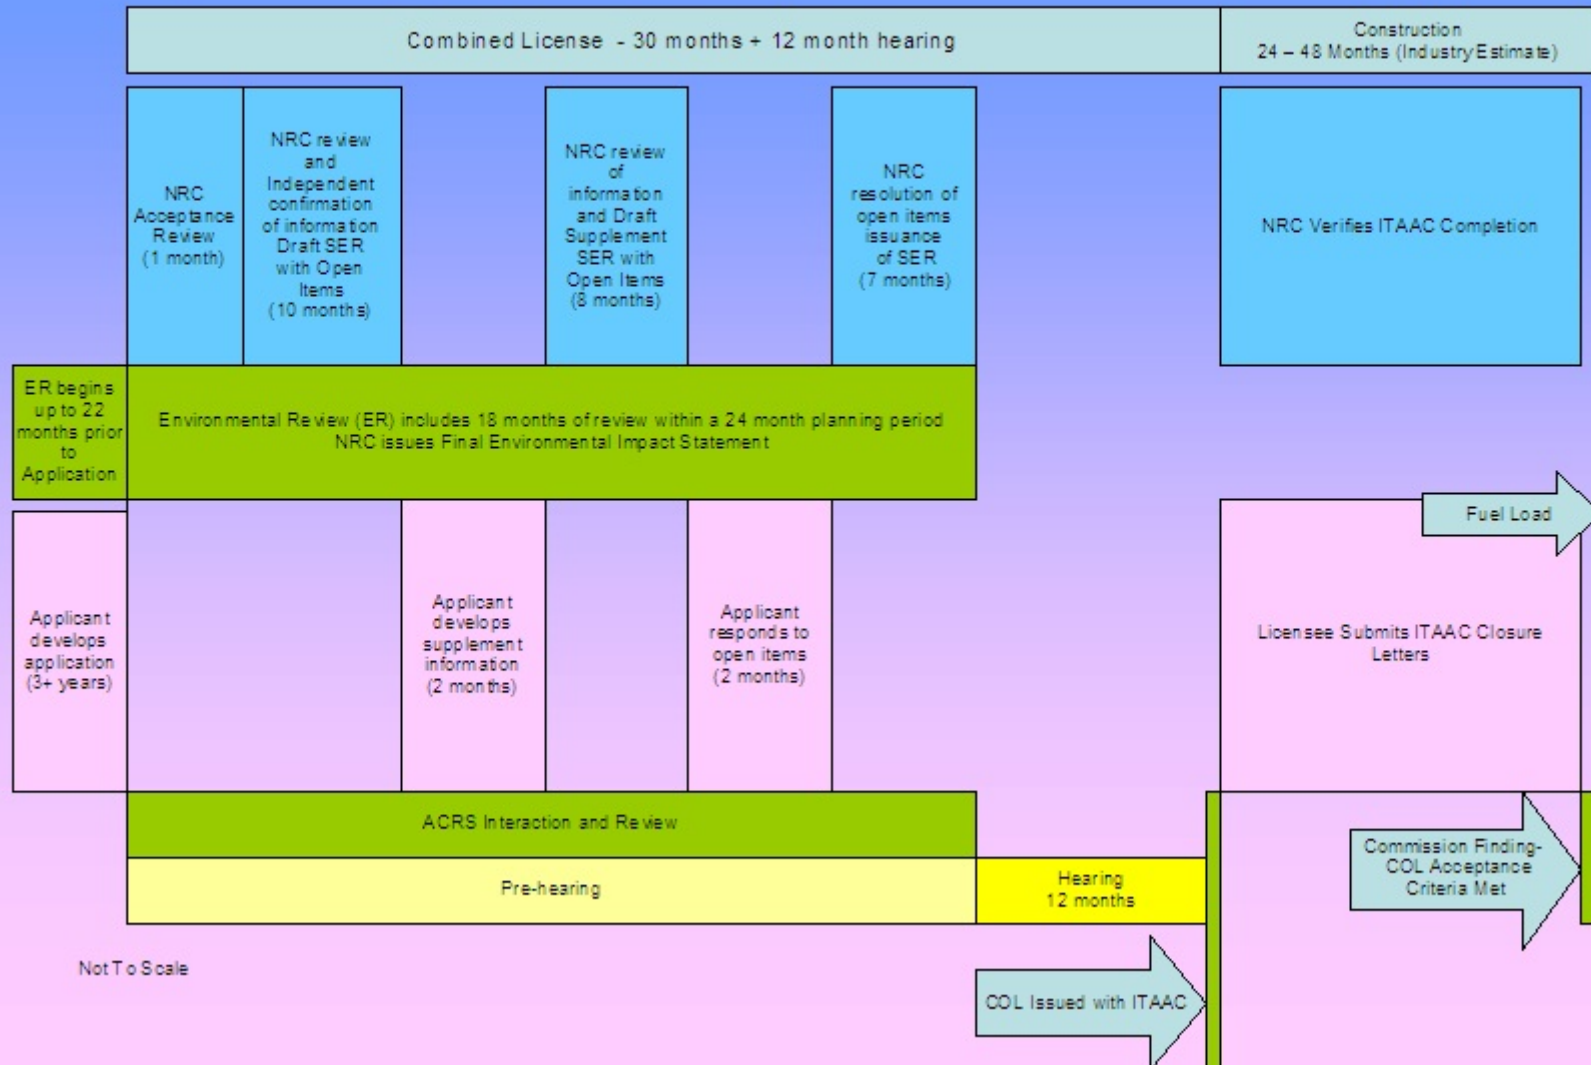 Combined License - 30 months + 12 month hearing
Construction
24 – 48 Months (Industry Estimate)
NRC
Acceptance
Review
(1 month)
NRC review
and
Independent
confirmation
of information
Draft SER
with Open
Items
(10 months)
NRC review
of
information
and Draft
Supplement
SER with
Open Items
(8 months)
NRC
resolution of
open items
issuance
of SER
(7 months)
NRC Verifies ITAAC Completion
ER begins
up to 22
months prior
to
Application
Environmental Review (ER) includes 18 months of review within a 24 month planning period
NRC issues Final Environmental Impact Statement
Fuel Load
Applicant
develops
application
(3+ years)
Applicant
develops
supplement
information
(2 months)
Applicant
responds to
open items
(2 months)
Licensee Submits ITAAC Closure
Letters
ACRS Interaction and Review
Commission Finding-
COL Acceptance
Criteria Met
Pre-hearing
Hearing
12 months
Not To Scale
COL Issued with ITAAC